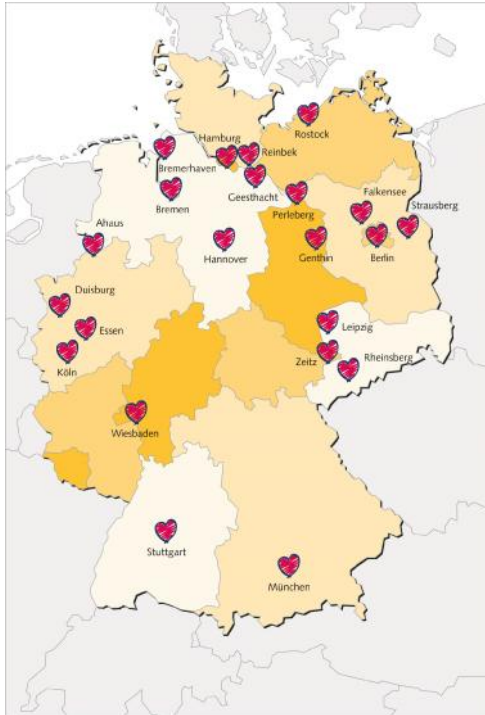 Rostock
Hamburg
Reinbek
Bremerhaven
Geesthacht
Falkensee
Bremen
Perleberg
Strausberg
Ahaus
Hannover
Genthin
Berlin
Duisburg
Essen
Leipzig
Köln
Zeitz
Rheinsberg
Wiesbaden
Stuttgart
München